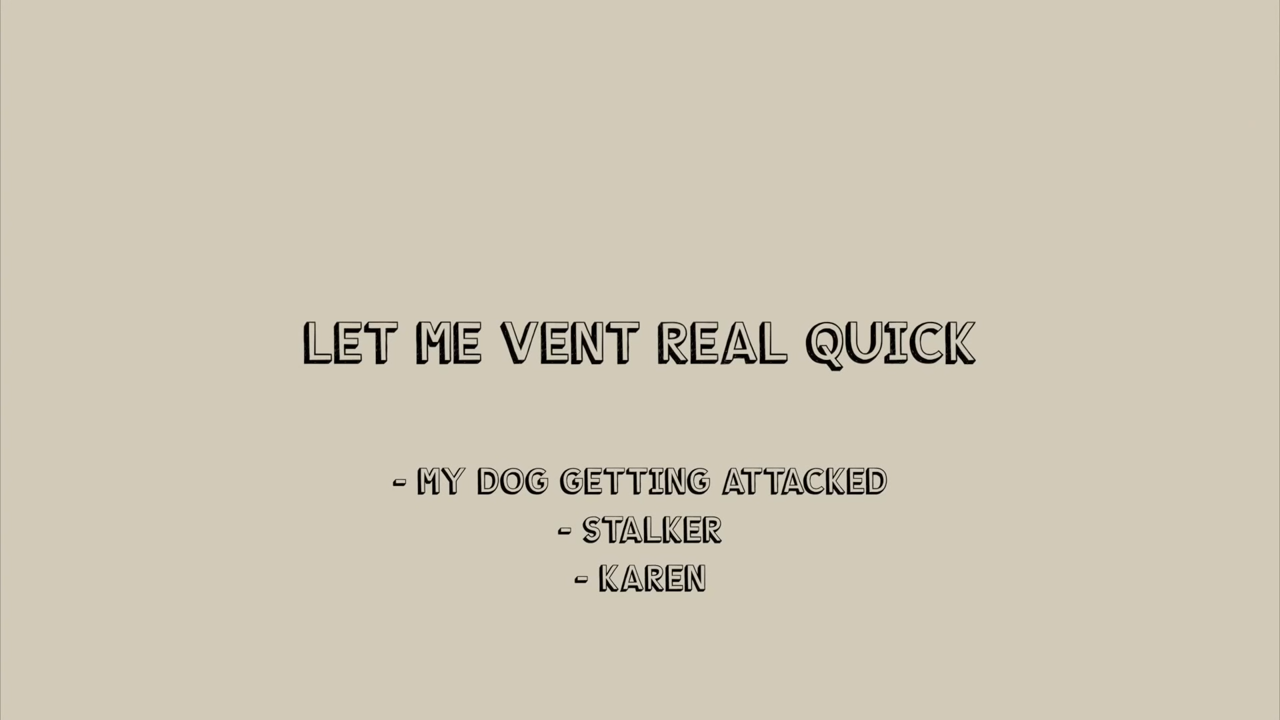 LET ME VENT REAL QUICK
- MY DOG GETTING ATTACKED
- STALKER
- KAREN